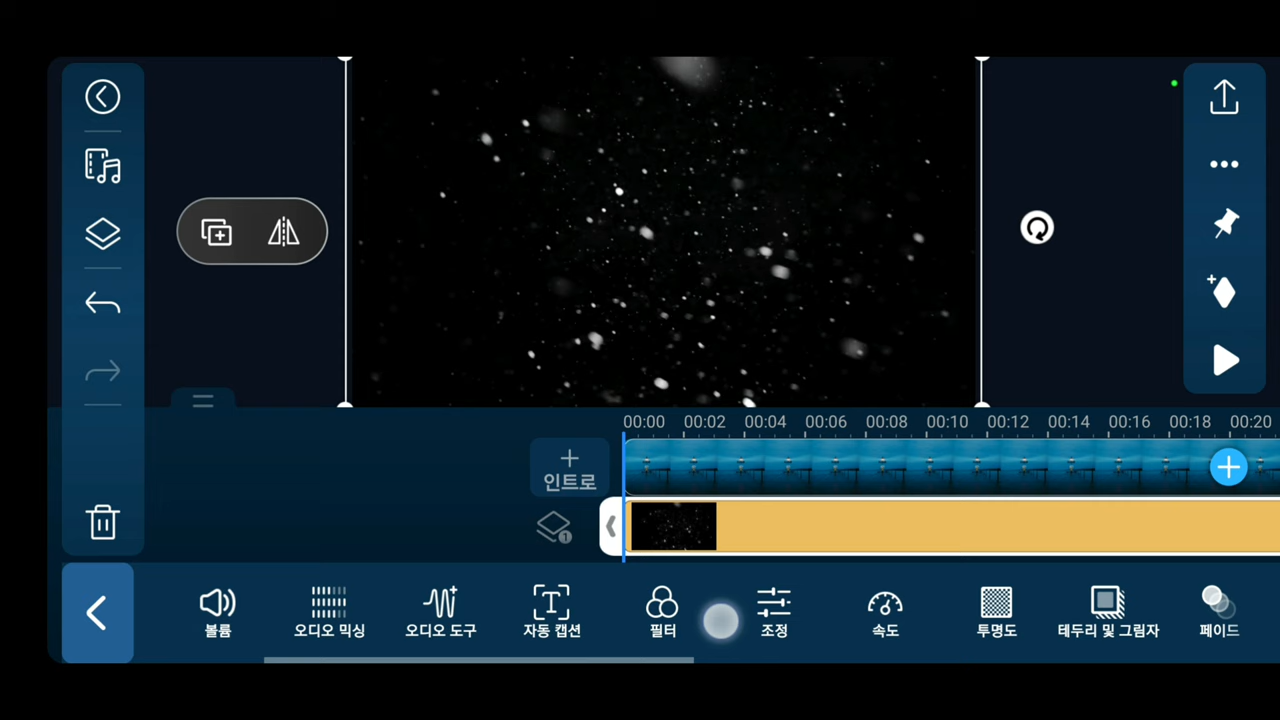 00:00 00:02 00:04 00:06 00:08 00:10 00:12 00:14 00:16 00:18 00:20
인트로
1
볼륨 오디오 믹싱 오디오 도구 자동 캡션 필터 조정 속도 투명도 테두리 및 그림자 페이드